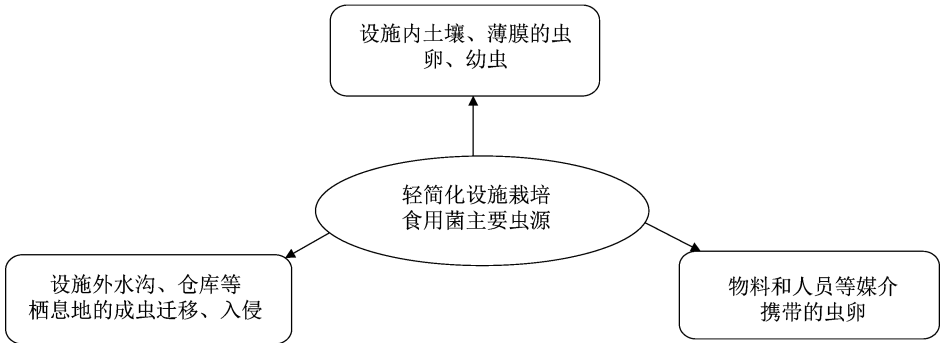 设施内土壤、薄膜的虫
卵、幼虫
轻简化设施栽培
食用菌主要虫源
设施外水沟、仓库等
栖息地的成虫迁移、入侵
物料和人员等媒介
携带的虫卵